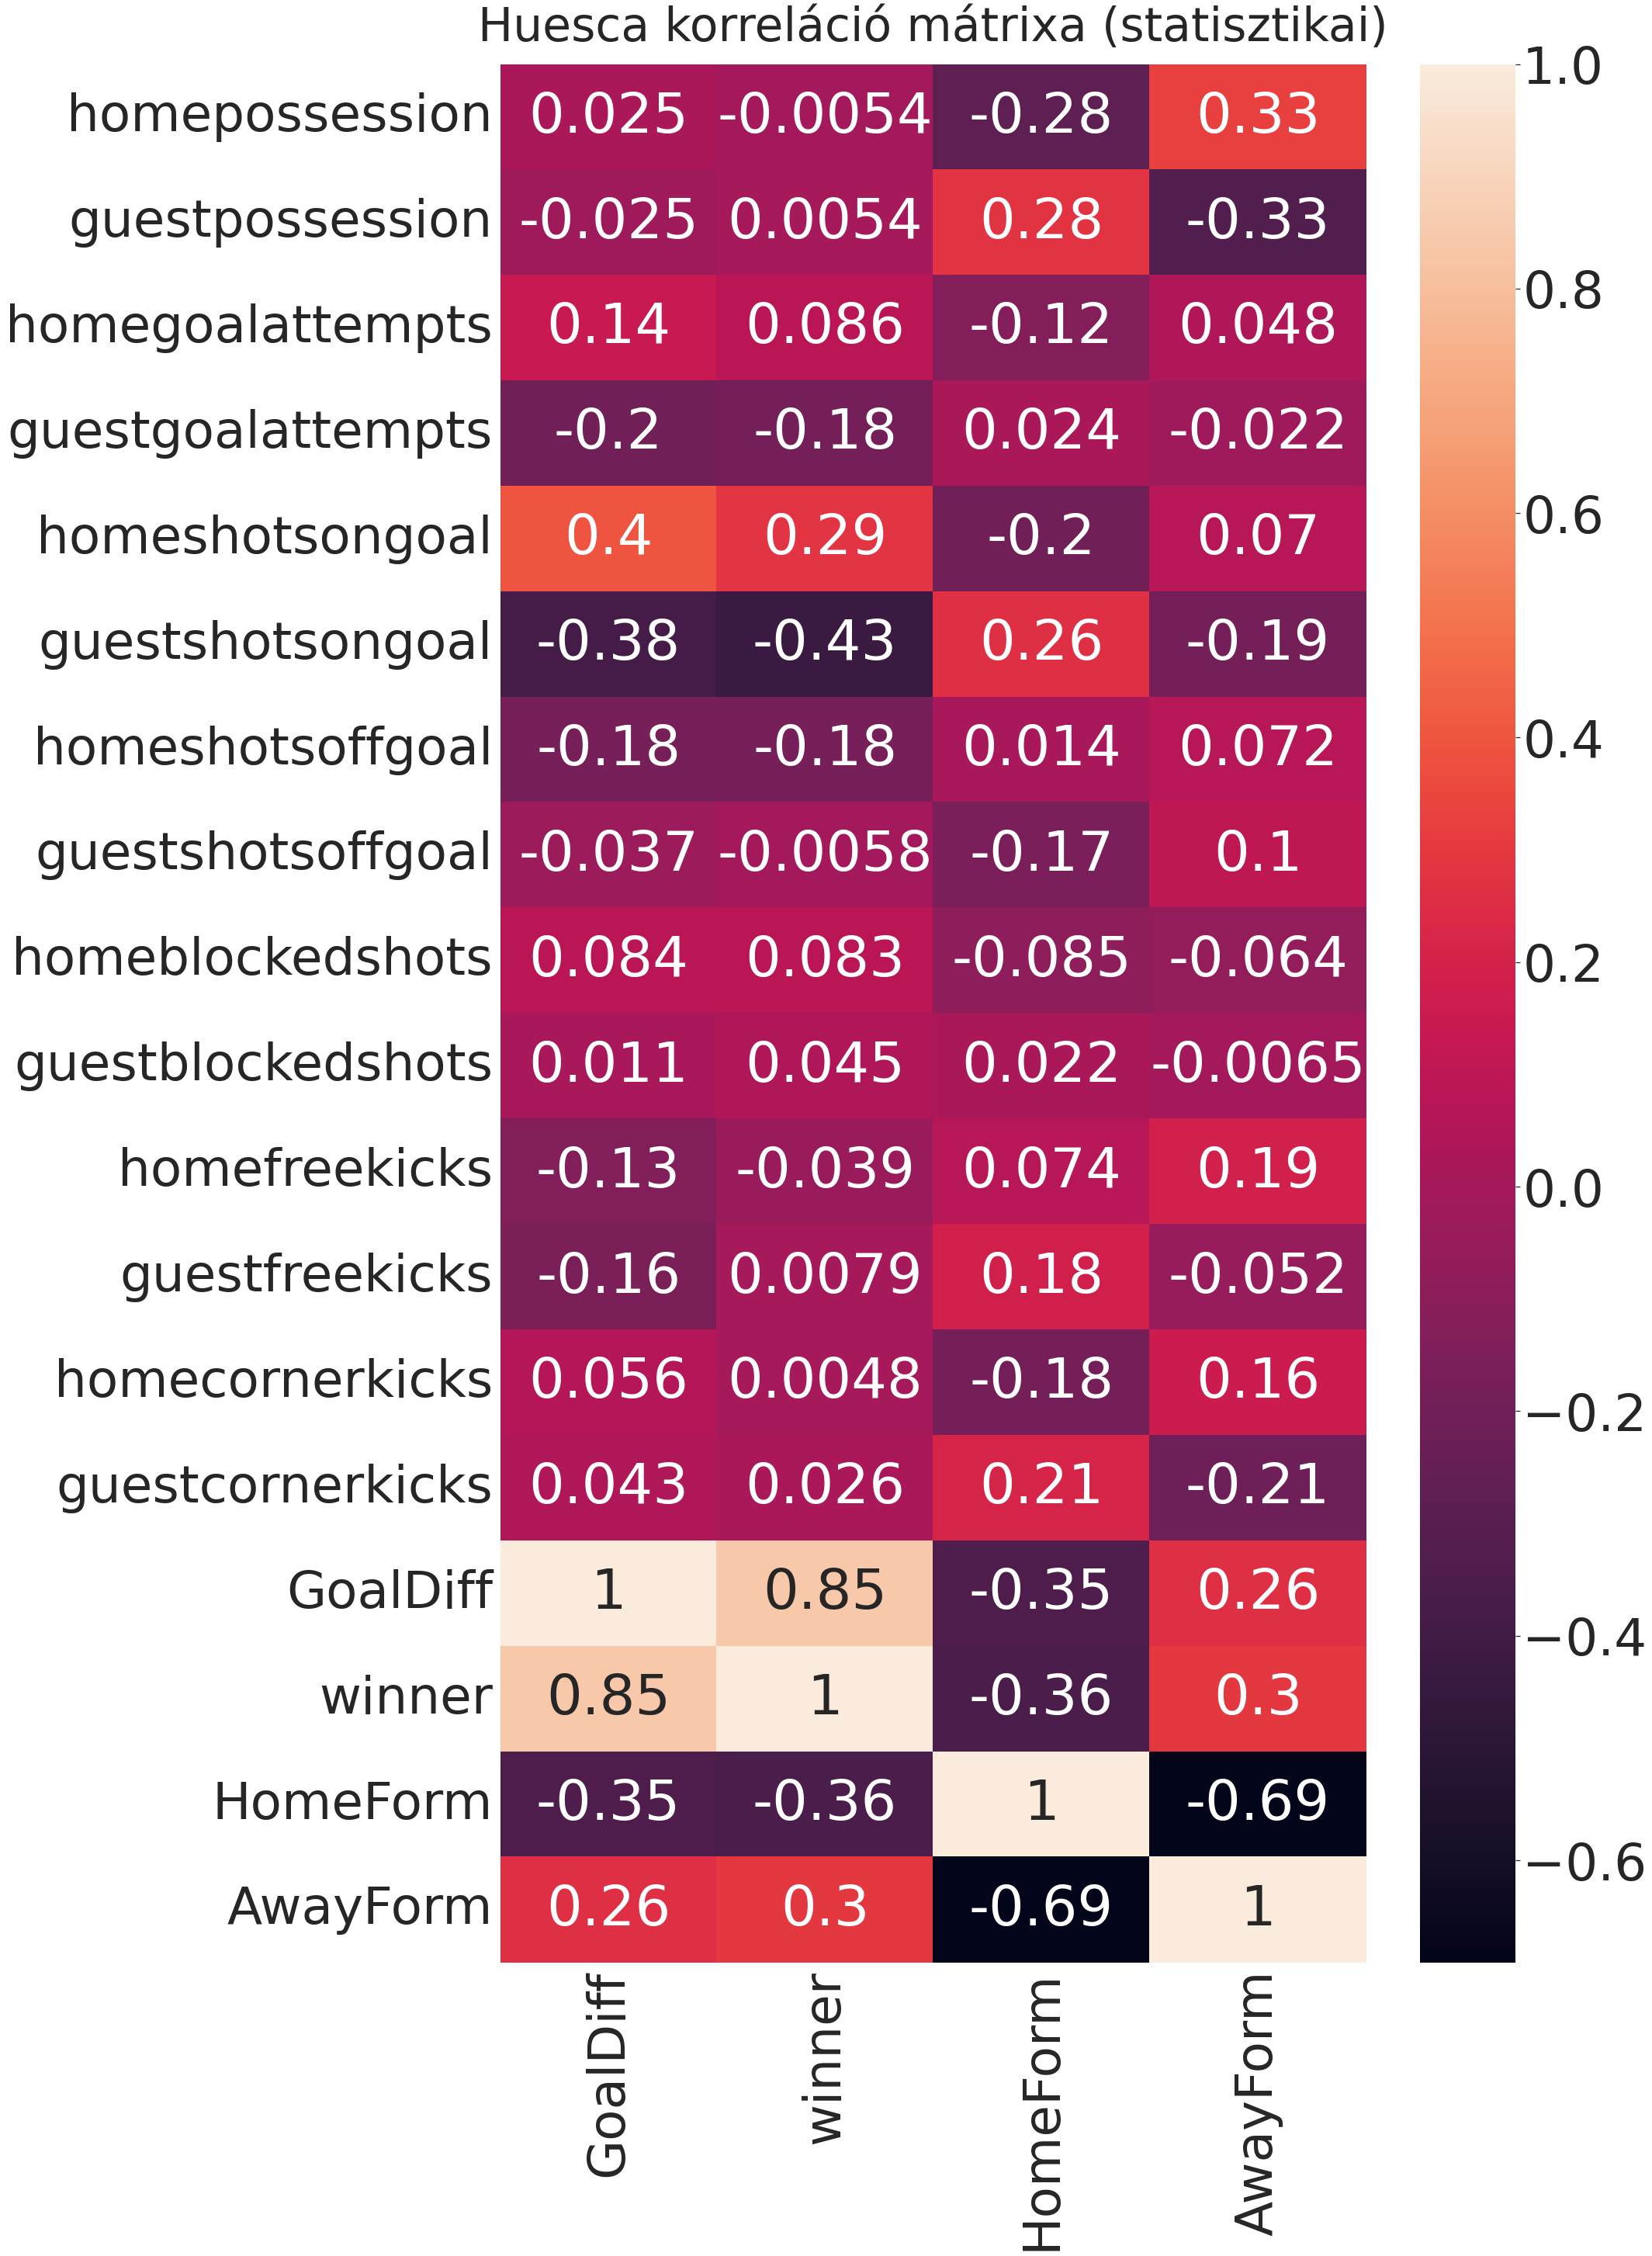 Huesca korreláció mátrixa (statisztikai)
homepossession 0.025 -0.0054 -0.28 0.33
guestpossession -0.025 0.0054 0.28 -0.33
homegoalattempts 0.14 0.086 -0.12 0.048
guestgoalattempts -0.2 -0.18 0.024 -0.022
homeshotsongoal 0.4 0.29 -0.2 0.07
guestshotsongoal -0.38 -0.43 0.26 -0.19
homeshotsoffgoal -0.18 -0.18 0.014 0.072
guestshotsoffgoal -0.037 -0.0058 -0.17 0.1
homeblockedshots 0.084 0.083 -0.085 -0.064
guestblockedshots 0.011 0.045 0.022 -0.0065
homefreekicks -0.13 -0.039 0.074 0.19
guestfreekicks -0.16 0.0079 0.18 -0.052
homecornerkicks 0.056 0.0048 -0.18 0.16
guestcornerkicks 0.043 0.026 0.21 -0.21
GoalDiff 1 0.85 -0.35 0.26
winner 0.85 1 -0.36 0.3
HomeForm -0.35 -0.36 1 -0.69
AwayForm 0.26 0.3 -0.69 1
GoalDiff winner HomeForm AwayForm
1.0
0.8
0.6
0.4
0.2
0.0
−0.2
−0.4
−0.6